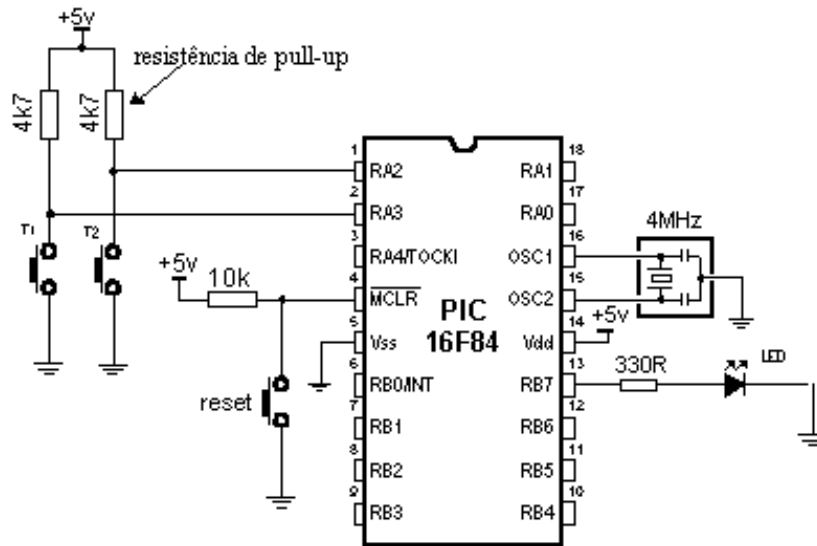 +5v
resistência de pull-up
4k7
4k7
T1
T2
+5v
10k
reset
1
RA2
2
RA3
3
RA4/TOCKI
4
MCLR
5
Vss
6
RB0/INT
7
RB1
8
RB2
9
RB3
PIC
16F84
18
RA1
17
RA0
16
OSC1
15
OSC2
14
Vdd
13
RB7
12
RB6
11
RB5
10
RB4
4MHz
+5v
330R
LED